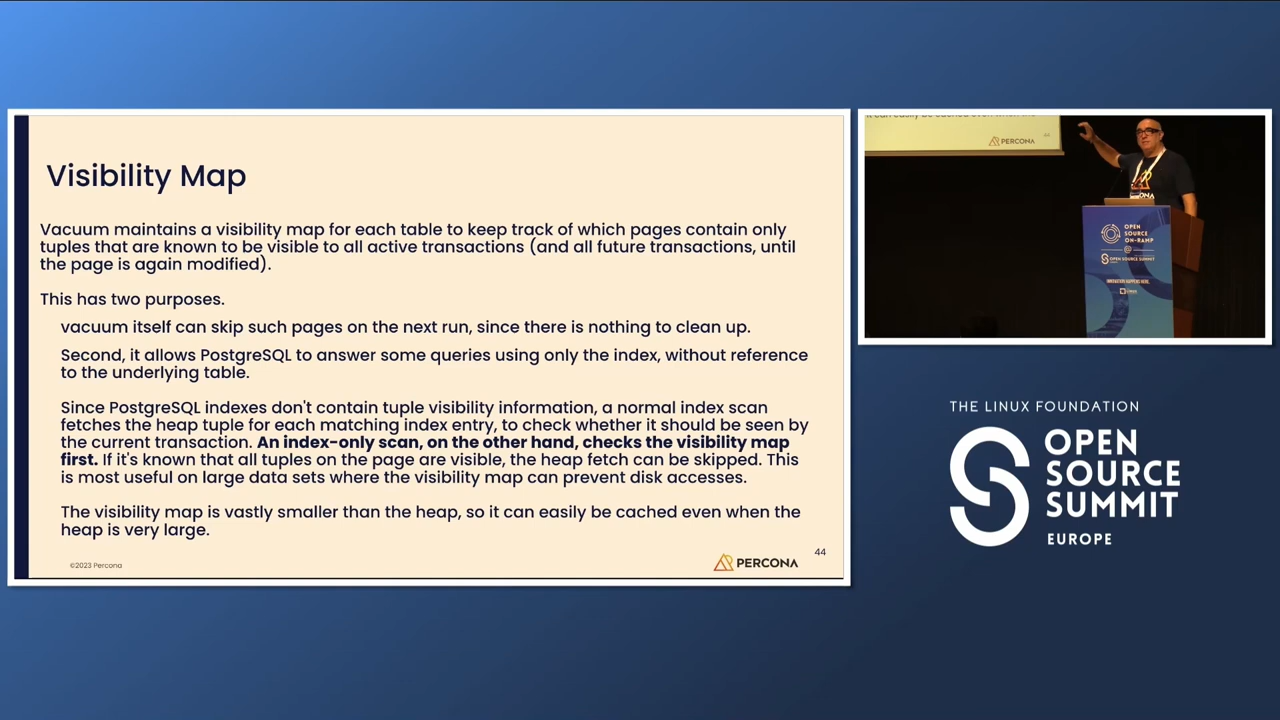 Visibility Map
Vacuum maintains a visibility map for each table to keep track of which pages contain only
tuples that are known to be visible to all active transactions (and all future transactions, until
the page is again modified).
This has two purposes.
vacuum itself can skip such pages on the next run, since there is nothing to clean up.
Second, it allows PostgreSQL to answer some queries using only the index, without reference
to the underlying table.
Since PostgreSQL indexes don't contain tuple visibility information, a normal index scan
fetches the heap tuple for each matching index entry, to check whether it should be seen by
the current transaction. An index-only scan, on the other hand, checks the visibility map
first. If it's known that all tuples on the page are visible, the heap fetch can be skipped. This
is most useful on large data sets where the visibility map can prevent disk accesses.
The visibility map is vastly smaller than the heap, so it can easily be cached even when the
heap is very large.
44
©2023 Percona
PERCONA
PERCONA
OPEN
SOURCE
ON-RAMP
OPEN SOURCE SUMMIT
THE LINUX FOUNDATION
OPEN
SOURCE
SUMMIT
EUROPE